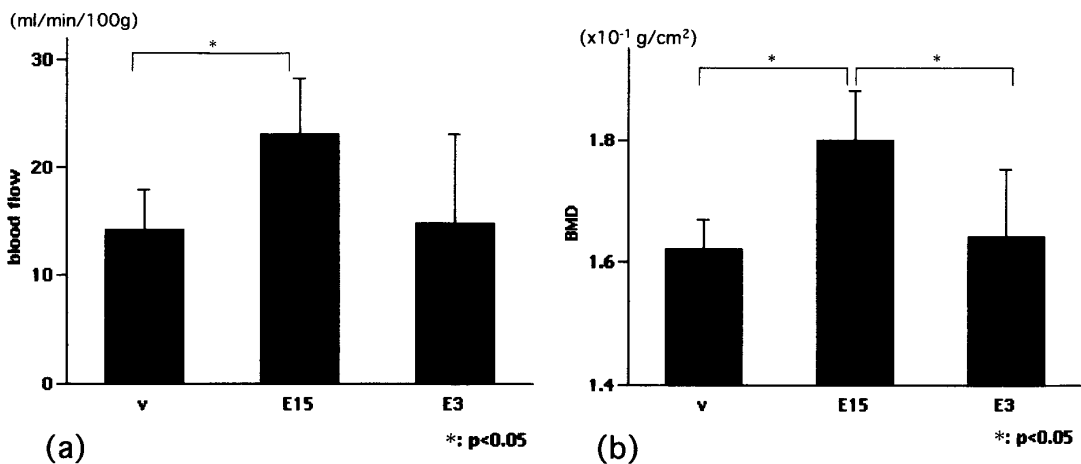 (ml/min/100g)
30
20
10
0
blood flow
*
v E15 E3
*: p<0.05
(a)
(x10⁻¹ g/cm²)
1.8
1.6
1.4
BMD
* *
v E15 E3
*: p<0.05
(b)